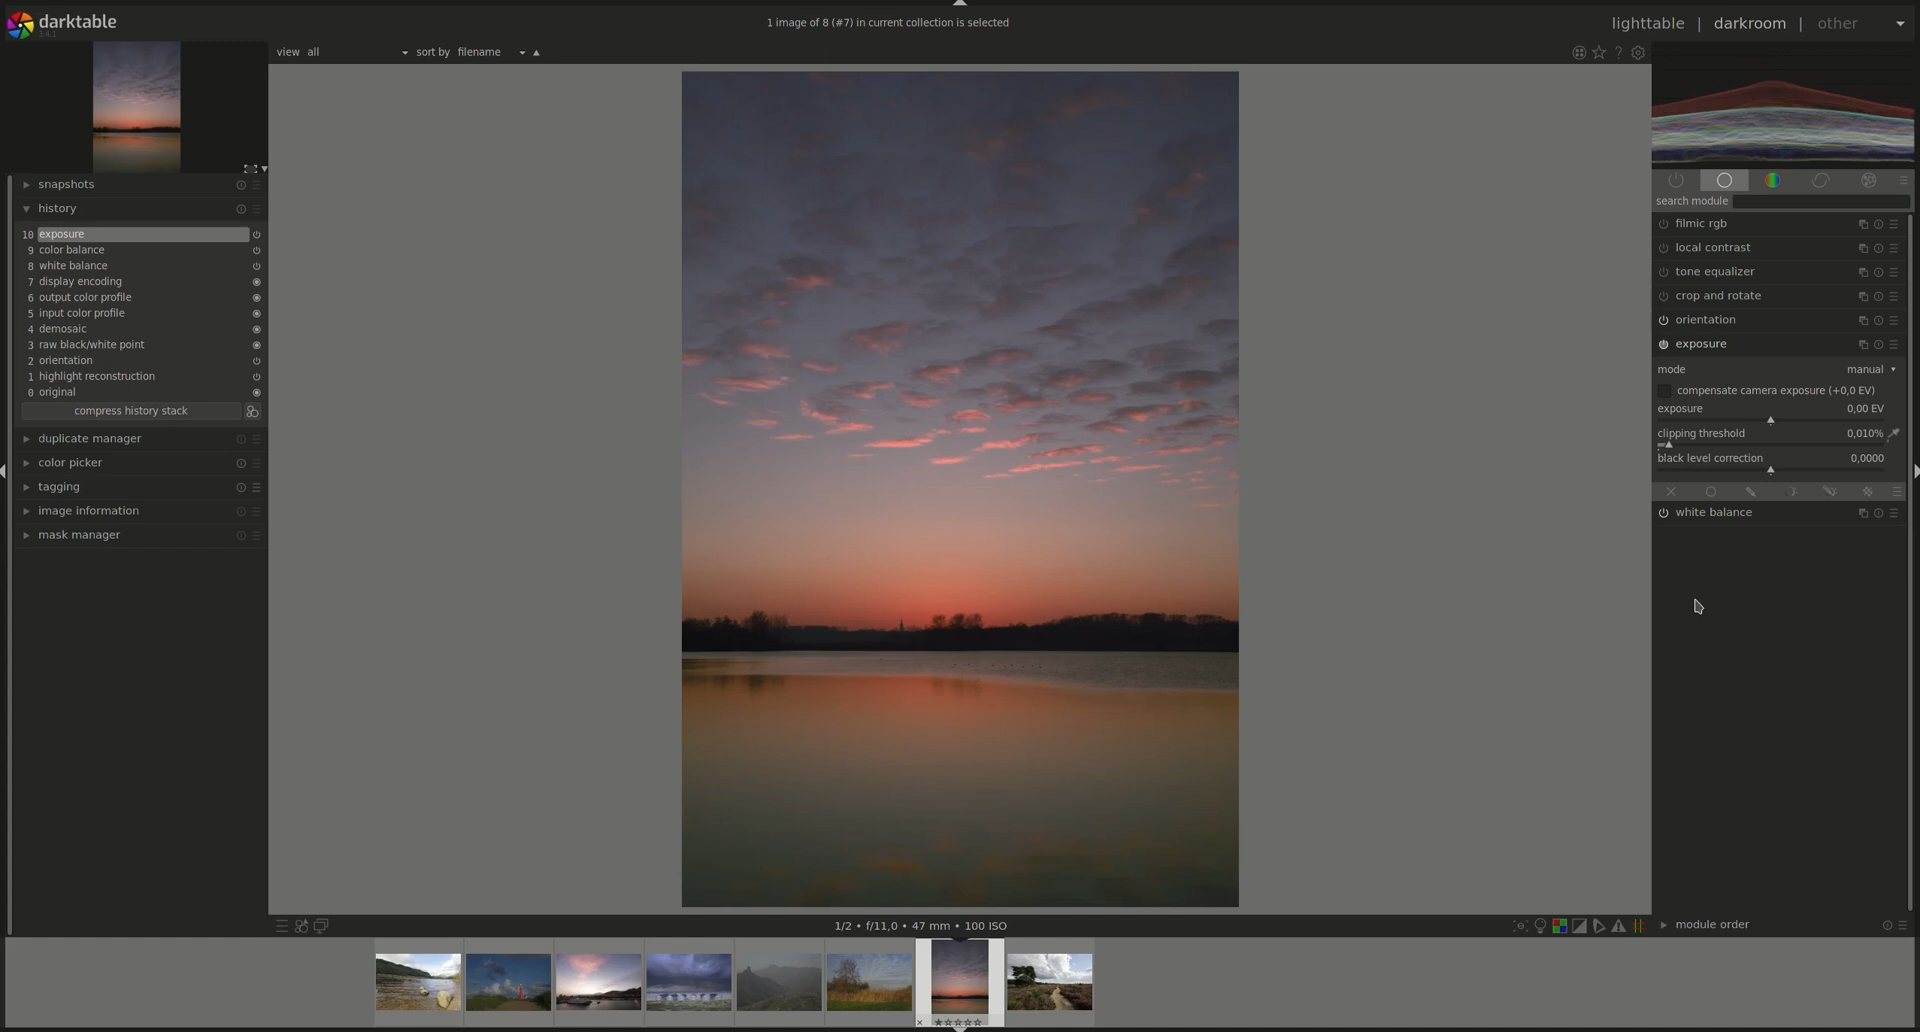 darktable
3.4.1
1 image of 8 (#7) in current collection is selected
lighttable | darkroom | other
view all sort by filename
snapshots
history
10 exposure
9 color balance
8 white balance
7 display encoding
6 output color profile
5 input color profile
4 demosaic
3 raw black/white point
2 orientation
1 highlight reconstruction
0 original
compress history stack
duplicate manager
color picker
tagging
image information
mask manager
search module
filmic rgb
local contrast
tone equalizer
crop and rotate
orientation
exposure
mode manual
compensate camera exposure (+0,0 EV)
exposure 0,00 EV
clipping threshold 0,010%
black level correction 0,0000
white balance
1/2 • f/11,0 • 47 mm • 100 ISO
module order